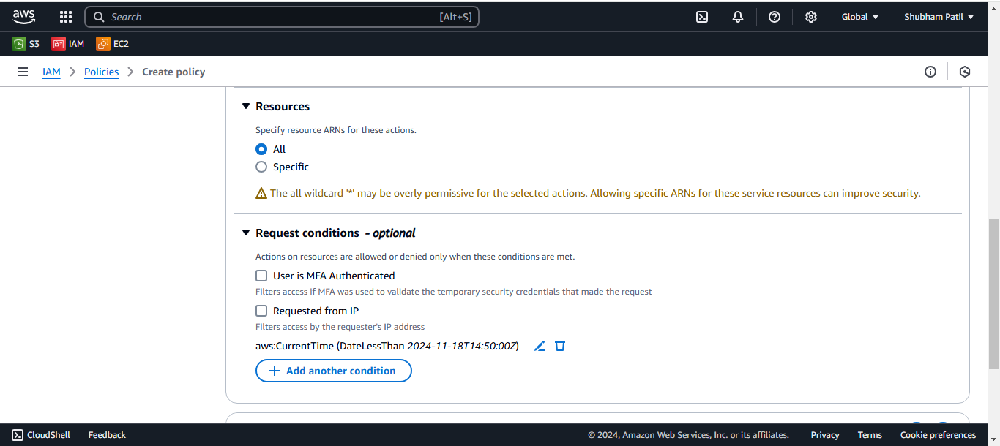 aws
Search [Alt+S] Global Shubham Patil
S3 IAM EC2
IAM Policies Create policy
Resources
Specify resource ARNs for these actions.
All
Specific
The all wildcard '*' may be overly permissive for the selected actions. Allowing specific ARNs for these service resources can improve security.
Request conditions - optional
Actions on resources are allowed or denied only when these conditions are met.
User is MFA Authenticated
Filters access if MFA was used to validate the temporary security credentials that made the request
Requested from IP
Filters access by the requester's IP address
aws:CurrentTime (DateLessThan 2024-11-18T14:50:00Z)
Add another condition
CloudShell Feedback © 2024, Amazon Web Services, Inc. or its affiliates. Privacy Terms Cookie preferences